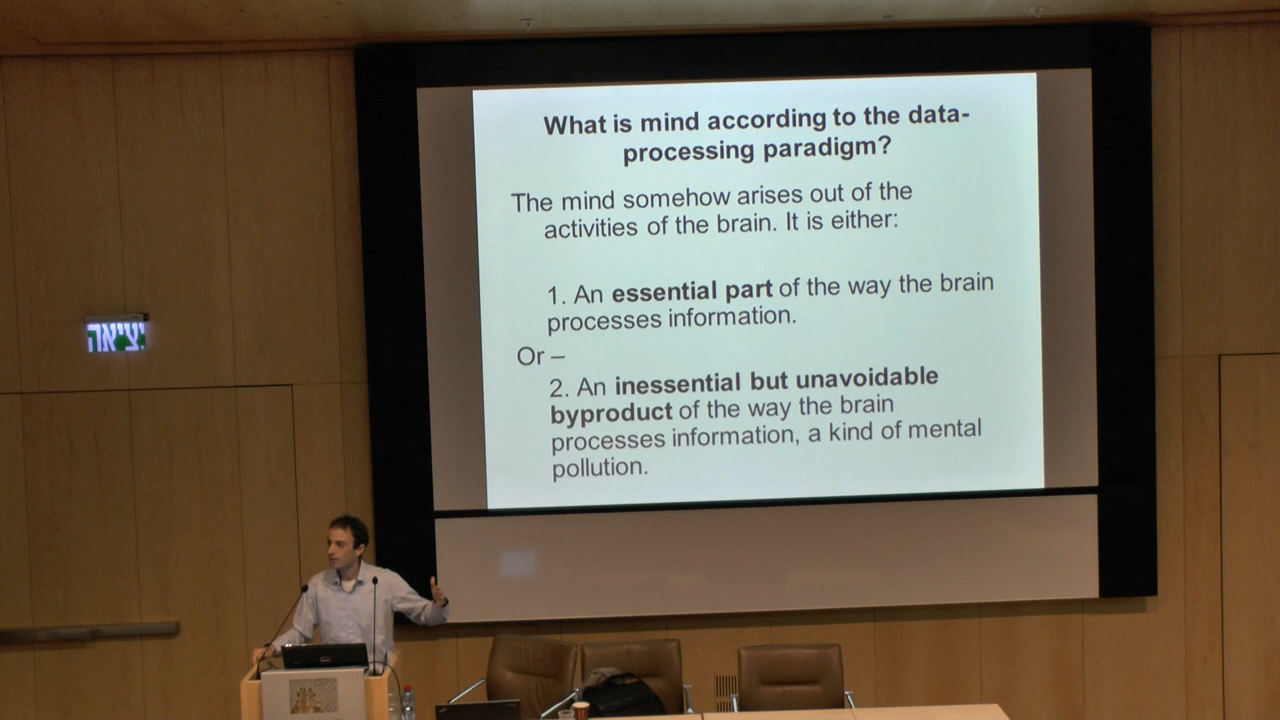 What is mind according to the data-
processing paradigm?
The mind somehow arises out of the
activities of the brain. It is either:
1. An essential part of the way the brain
processes information.
Or –
2. An inessential but unavoidable
byproduct of the way the brain
processes information, a kind of mental
pollution.
יציאה